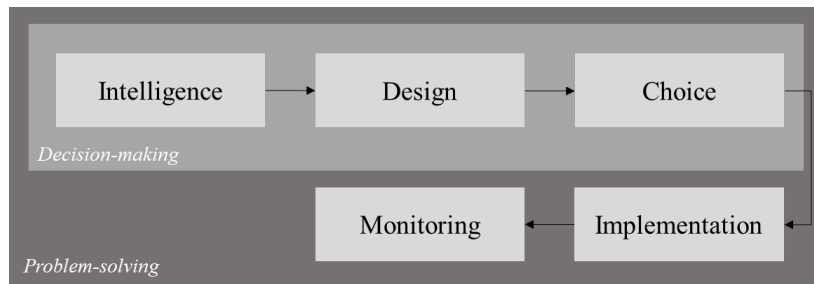 Intelligence
Design
Choice
Decision-making
Monitoring
Implementation
Problem-solving